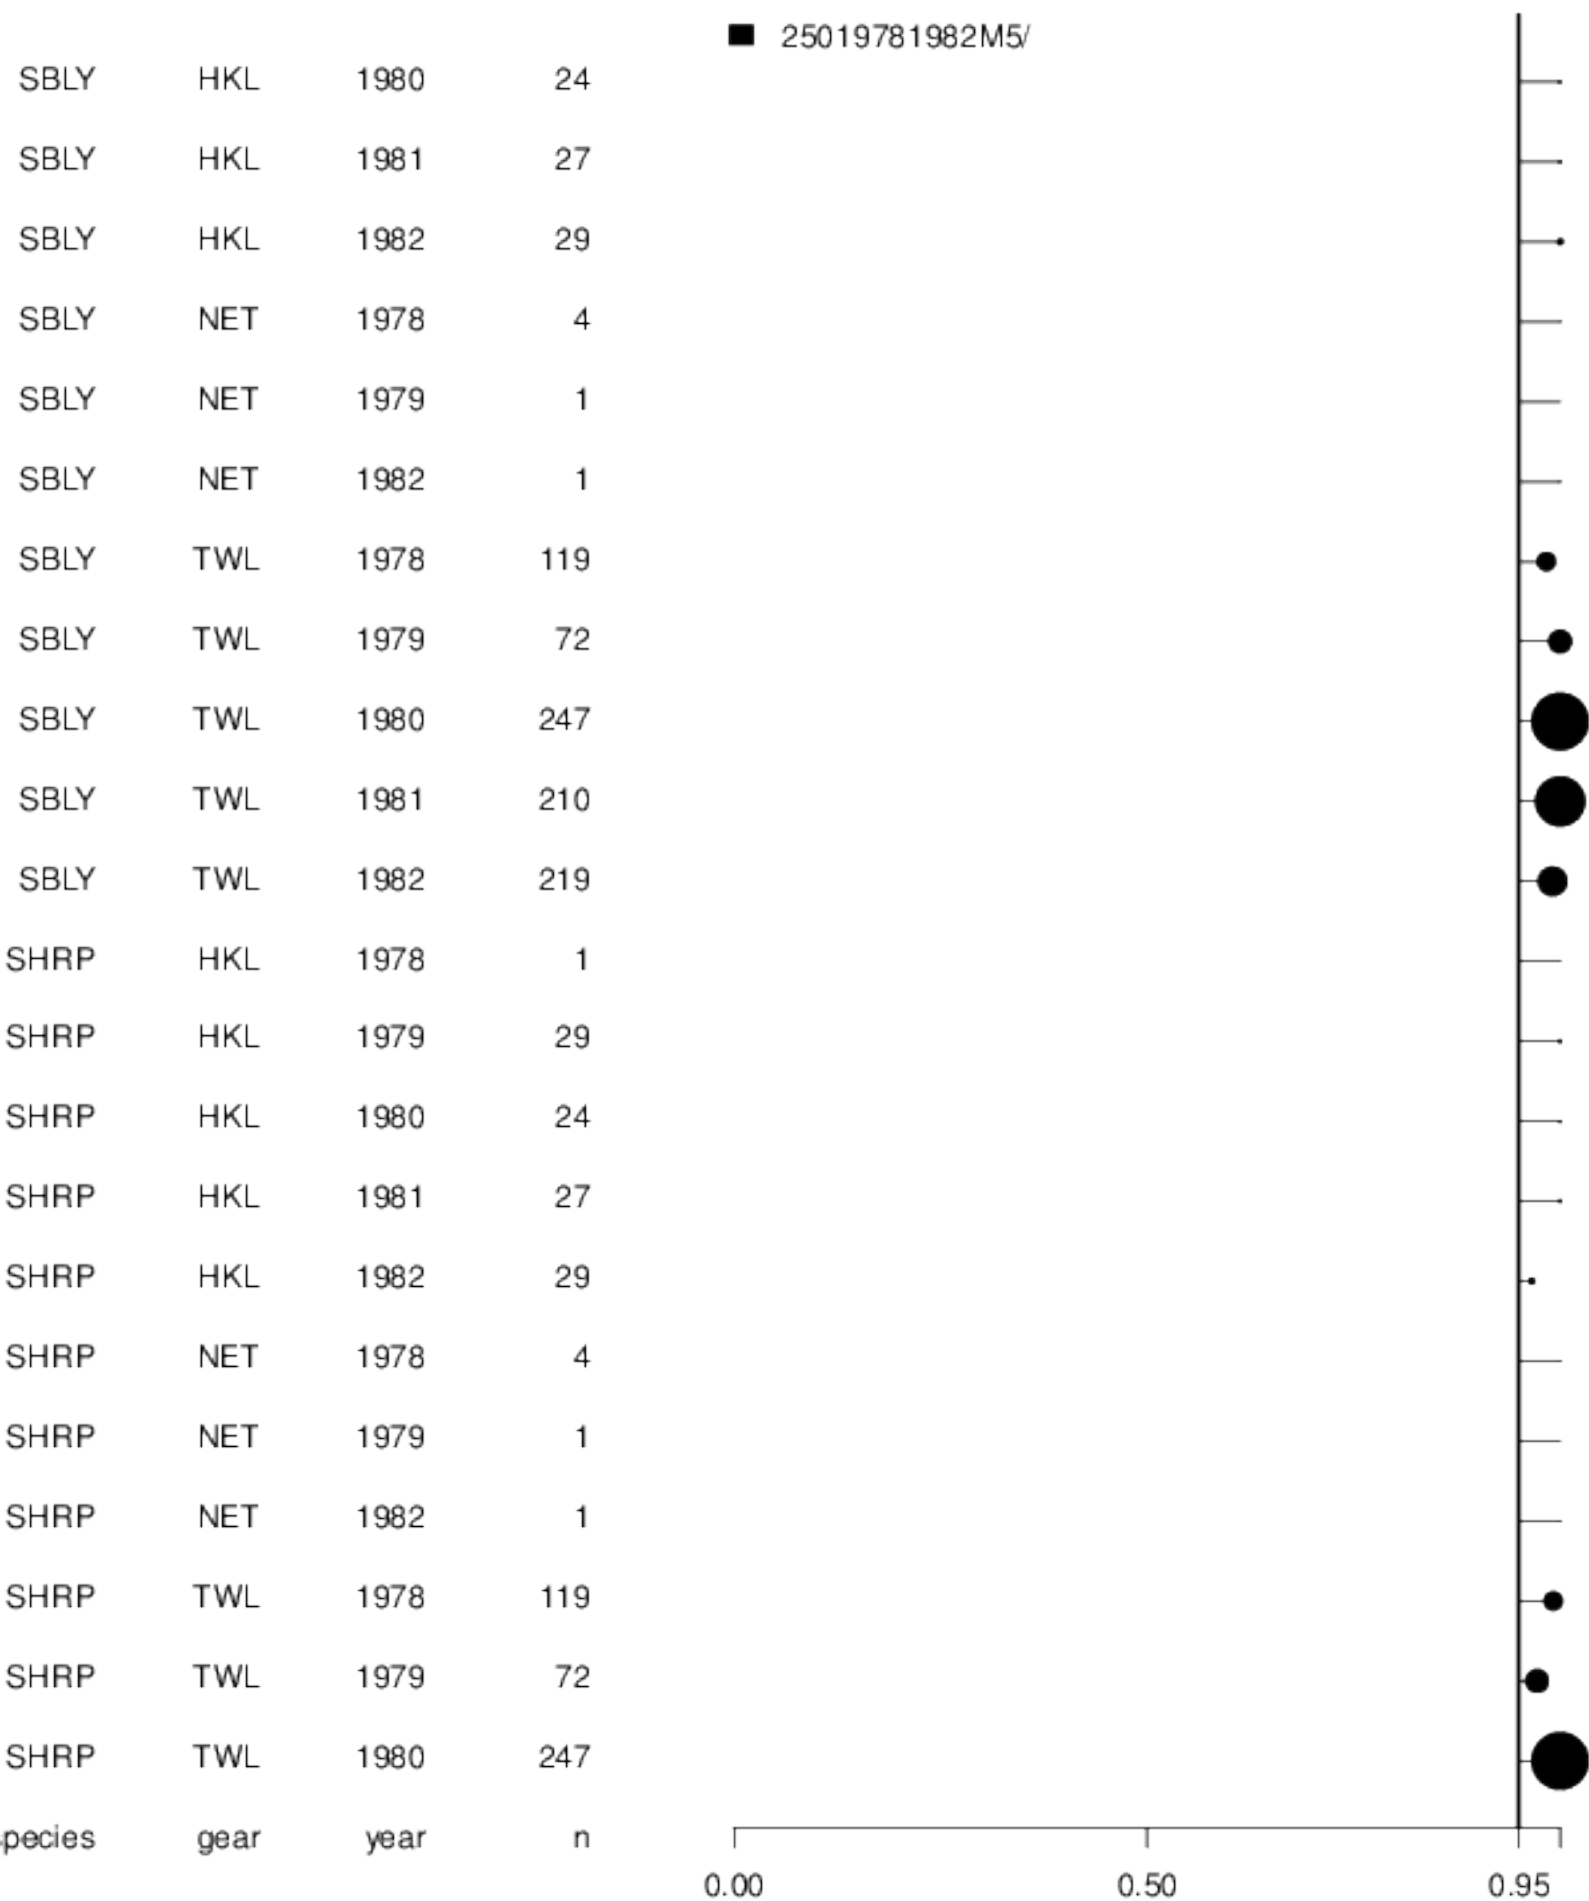 25019781982M5/
SBLY HKL 1980 24
SBLY HKL 1981 27
SBLY HKL 1982 29
SBLY NET 1978 4
SBLY NET 1979 1
SBLY NET 1982 1
SBLY TWL 1978 119
SBLY TWL 1979 72
SBLY TWL 1980 247
SBLY TWL 1981 210
SBLY TWL 1982 219
SHRP HKL 1978 1
SHRP HKL 1979 29
SHRP HKL 1980 24
SHRP HKL 1981 27
SHRP HKL 1982 29
SHRP NET 1978 4
SHRP NET 1979 1
SHRP NET 1982 1
SHRP TWL 1978 119
SHRP TWL 1979 72
SHRP TWL 1980 247
pecies gear year n
0.00 0.50 0.95